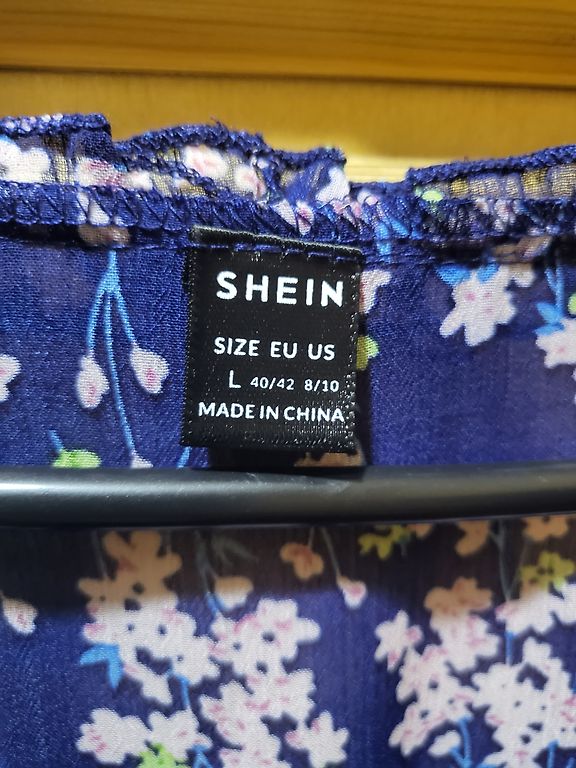 SHEIN
SIZE EU US
L 40/42 8/10
MADE IN CHINA